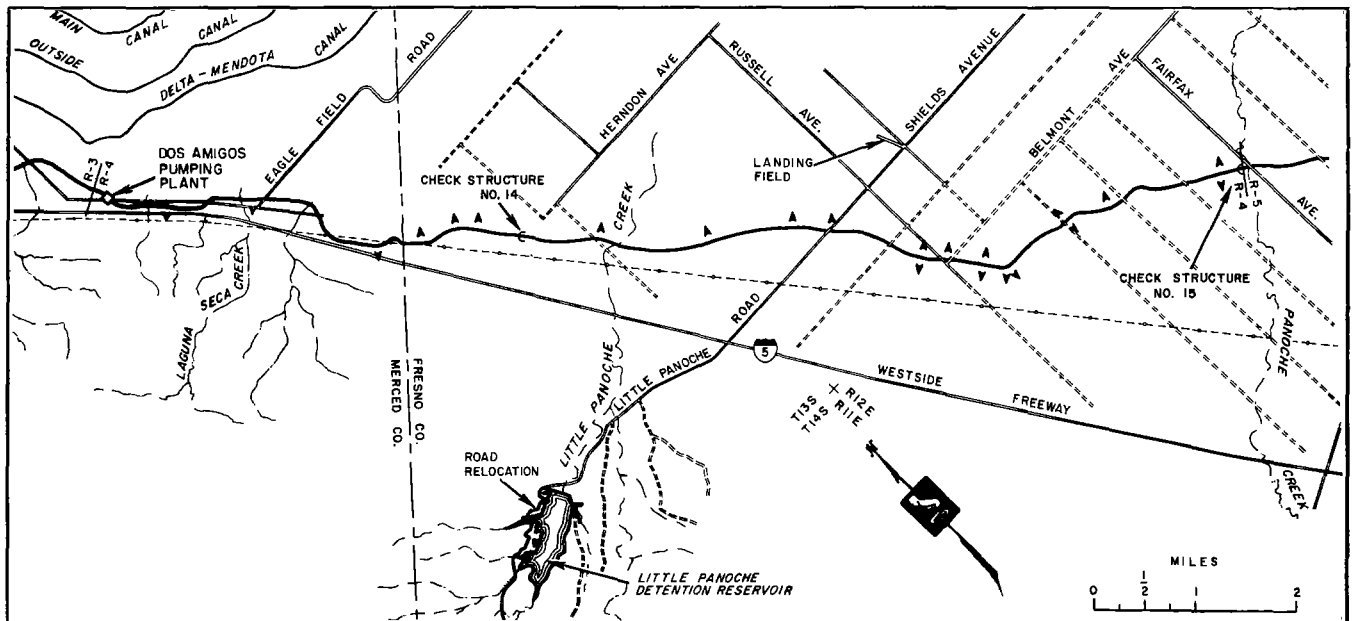 MAIN CANAL
OUTSIDE CANAL
DELTA-MENDOTA CANAL
EAGLE FIELD ROAD
HERNDON AVE
RUSSELL AVE.
SHIELDS AVENUE
BELMONT AVE
FAIRFAX AVE.
R-3
R-4
DOS AMIGOS
PUMPING
PLANT
CHECK STRUCTURE
NO. 14
LANDING
FIELD
R-5
R-4
CHECK STRUCTURE
NO. 15
LAGUNA SECA CREEK
LITTLE PANOCHE CREEK
LITTLE PANOCHE ROAD
PANOCHE CREEK
5
WESTSIDE FREEWAY
FRESNO CO.
MERCED CO.
R12E
R11E
T13S
T14S
N
ROAD
RELOCATION
LITTLE PANOCHE
DETENTION RESERVOIR
MILES
0 1/2 1 2